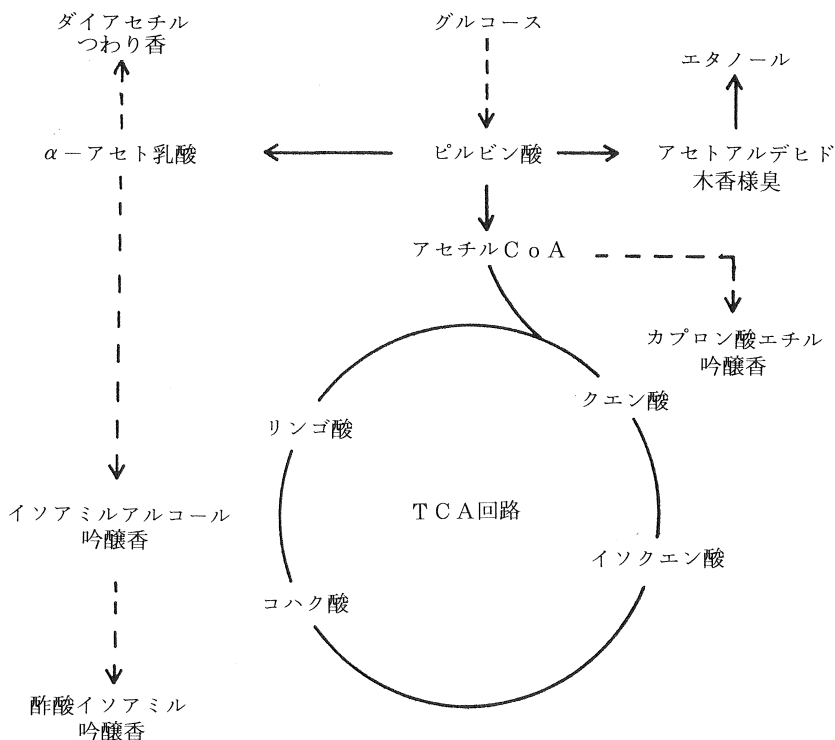 ダイアセチル
つわり香
グルコース
エタノール
α－アセト乳酸
ピルビン酸
アセトアルデヒド
木香様臭
アセチルＣｏＡ
カプロン酸エチル
吟醸香
クエン酸
リンゴ酸
ＴＣＡ回路
イソアミルアルコール
吟醸香
イソクエン酸
コハク酸
酢酸イソアミル
吟醸香